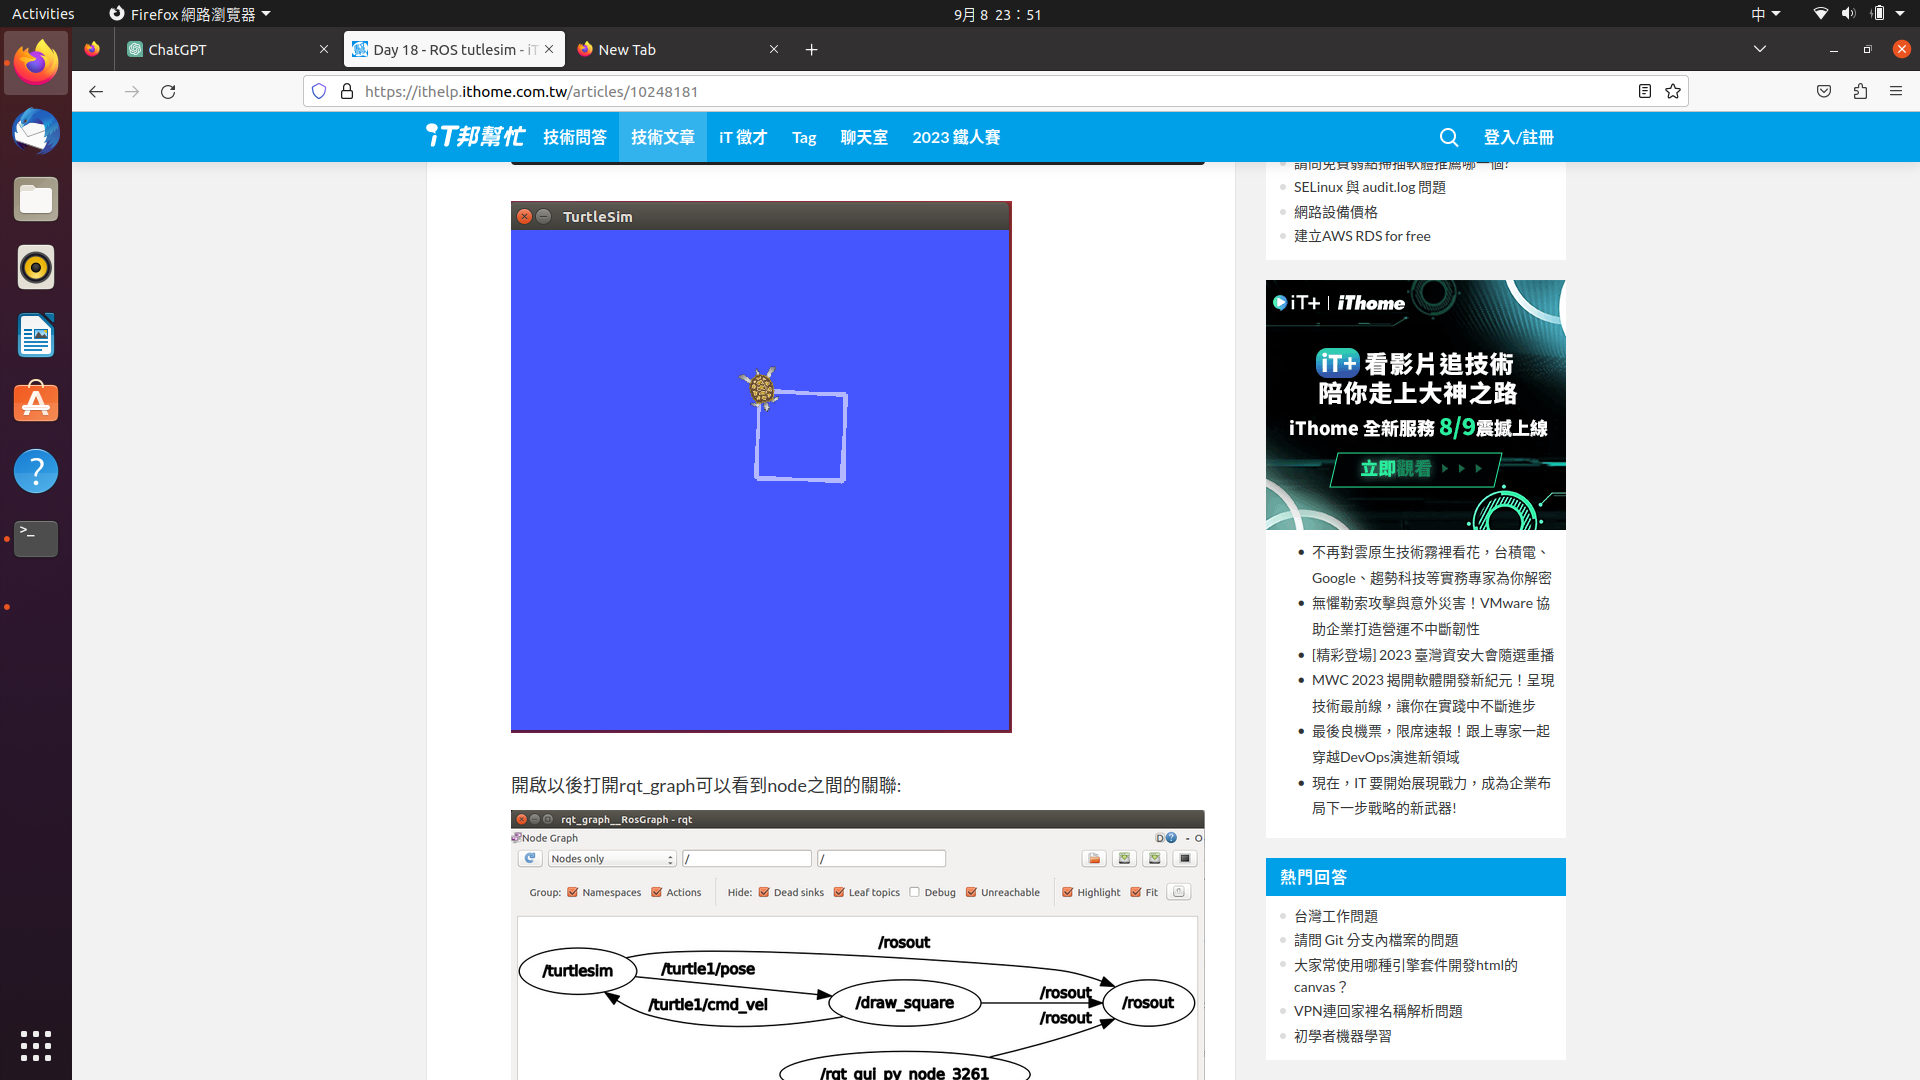 Activities
Firefox 網路瀏覽器
9月 8 23：51
中
ChatGPT
Day 18 - ROS tutlesim - iT
New Tab
https://ithelp.ithome.com.tw/articles/10248181
iT邦幫忙
技術問答
技術文章
iT 徵才
Tag
聊天室
2023 鐵人賽
登入/註冊
TurtleSim
開啟以後打開rqt_graph可以看到node之間的關聯:
rqt_graph__RosGraph - rqt
Node Graph
D
- O
Nodes only
/
/
Group:
Namespaces
Actions
Hide:
Dead sinks
Leaf topics
Debug
Unreachable
Highlight
Fit
/rosout
/turtlesim
/turtle1/pose
/turtle1/cmd_vel
/draw_square
/rosout
/rosout
/rosout
/rqt_gui_py_node_3261
請問免費弱點掃描軟體推薦哪一個?
SELinux 與 audit.log 問題
網路設備價格
建立AWS RDS for free
iT+ | iThome
iT+ 看影片追技術
陪你走上大神之路
iThome 全新服務 8/9震撼上線
立即觀看
不再對雲原生技術霧裡看花，台積電、
Google、趨勢科技等實務專家為你解密
無懼勒索攻擊與意外災害！VMware 協
助企業打造營運不中斷韌性
[精彩登場] 2023 臺灣資安大會隨選重播
MWC 2023 揭開軟體開發新紀元！呈現
技術最前線，讓你在實踐中不斷進步
最後良機票，限席速報！跟上專家一起
穿越DevOps演進新領域
現在，IT 要開始展現戰力，成為企業布
局下一步戰略的新武器!
熱門回答
台灣工作問題
請問 Git 分支內檔案的問題
大家常使用哪種引擎套件開發html的
canvas？
VPN連回家裡名稱解析問題
初學者機器學習